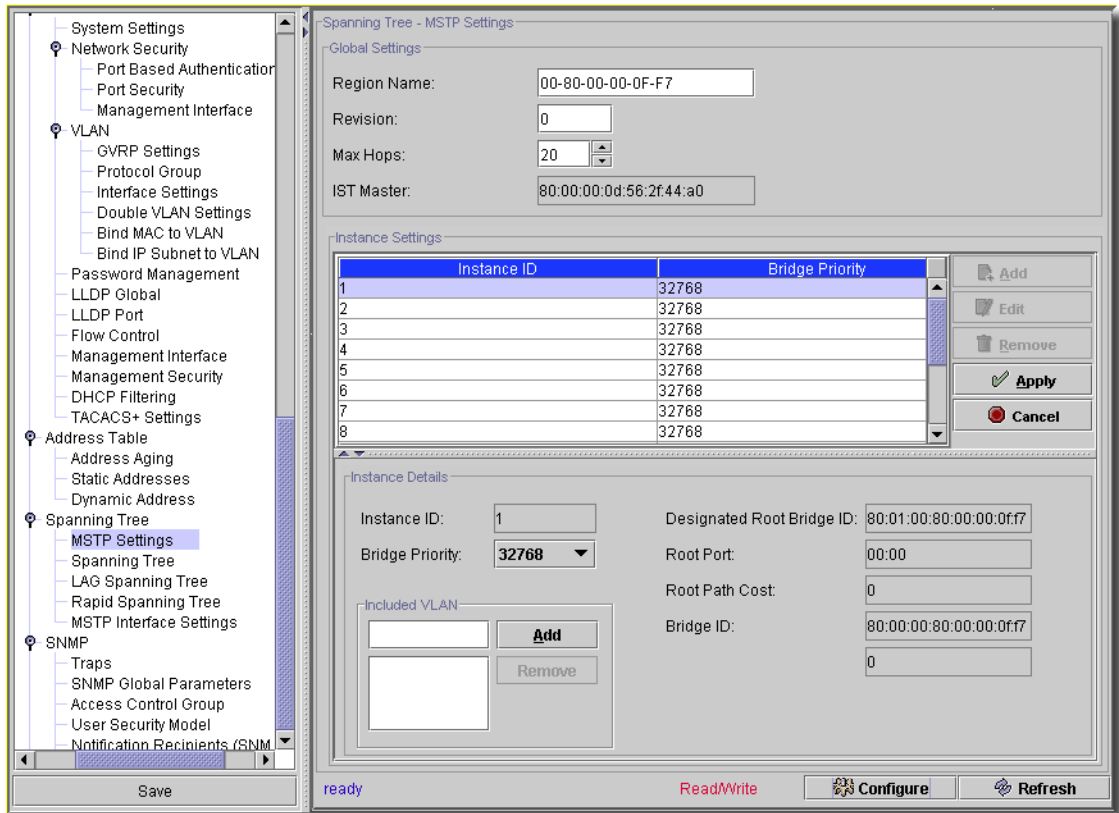 System Settings
Network Security
Port Based Authentication
Port Security
Management Interface
VLAN
GVRP Settings
Protocol Group
Interface Settings
Double VLAN Settings
Bind MAC to VLAN
Bind IP Subnet to VLAN
Password Management
LLDP Global
LLDP Port
Flow Control
Management Interface
Management Security
DHCP Filtering
TACACS+ Settings
Address Table
Address Aging
Static Addresses
Dynamic Address
Spanning Tree
MSTP Settings
Spanning Tree
LAG Spanning Tree
Rapid Spanning Tree
MSTP Interface Settings
SNMP
Traps
SNMP Global Parameters
Access Control Group
User Security Model
Notification Recipients (SNM
Save
Spanning Tree - MSTP Settings
Global Settings
Region Name: 00-80-00-00-0F-F7
Revision: 0
Max Hops: 20
IST Master: 80:00:00:0d:56:2f:44:a0
Instance Settings
Instance ID Bridge Priority
1 32768
2 32768
3 32768
4 32768
5 32768
6 32768
7 32768
8 32768
Add
Edit
Remove
Apply
Cancel
Instance Details
Instance ID: 1
Bridge Priority: 32768
Included VLAN
Add
Remove
Designated Root Bridge ID: 80:01:00:80:00:00:0f:f7
Root Port: 00:00
Root Path Cost: 0
Bridge ID: 80:00:00:80:00:00:0f:f7
0
ready Read/Write Configure Refresh